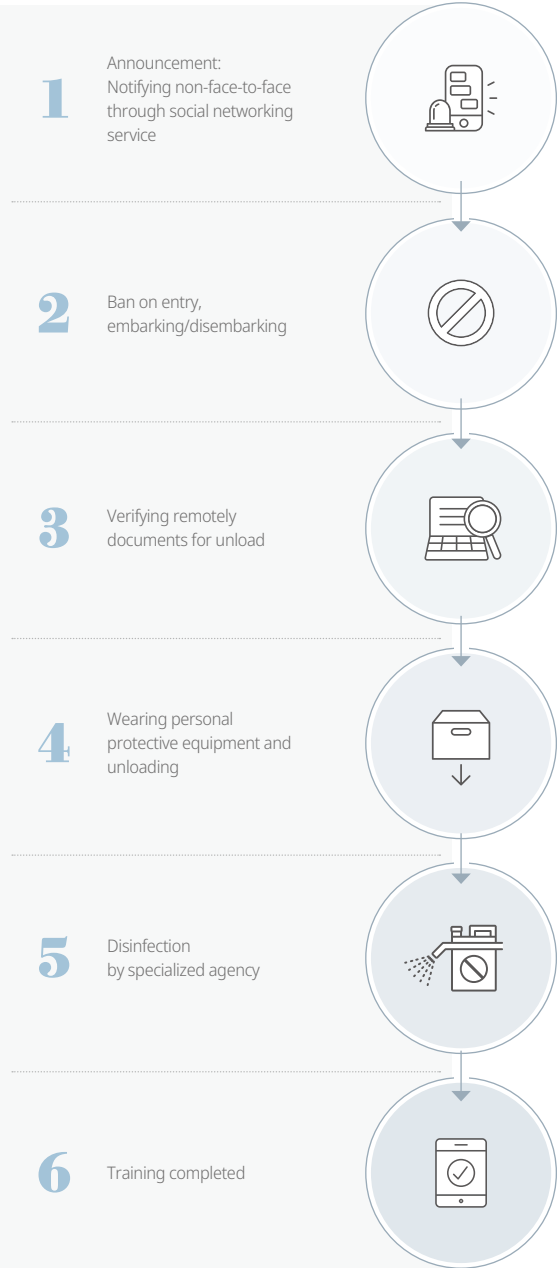 1
Announcement:
Notifying non-face-to-face
through social networking
service
2
Ban on entry,
embarking/disembarking
3
Verifying remotely
documents for unload
4
Wearing personal
protective equipment and
unloading
5
Disinfection
by specialized agency
6
Training completed